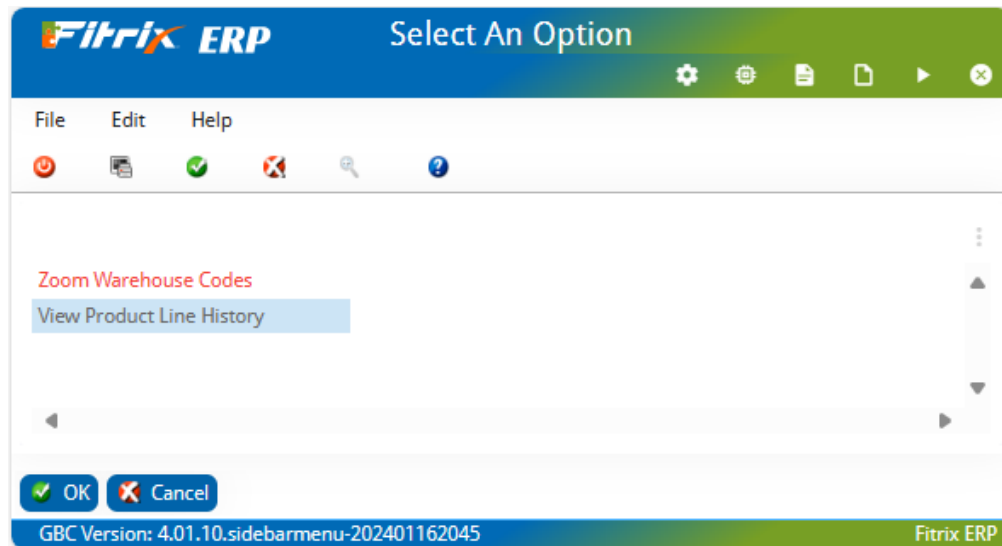 Fitrix ERP Select An Option
File Edit Help
Zoom Warehouse Codes
View Product Line History
OK Cancel
GBC Version: 4.01.10.sidebarmenu-202401162045 Fitrix ERP